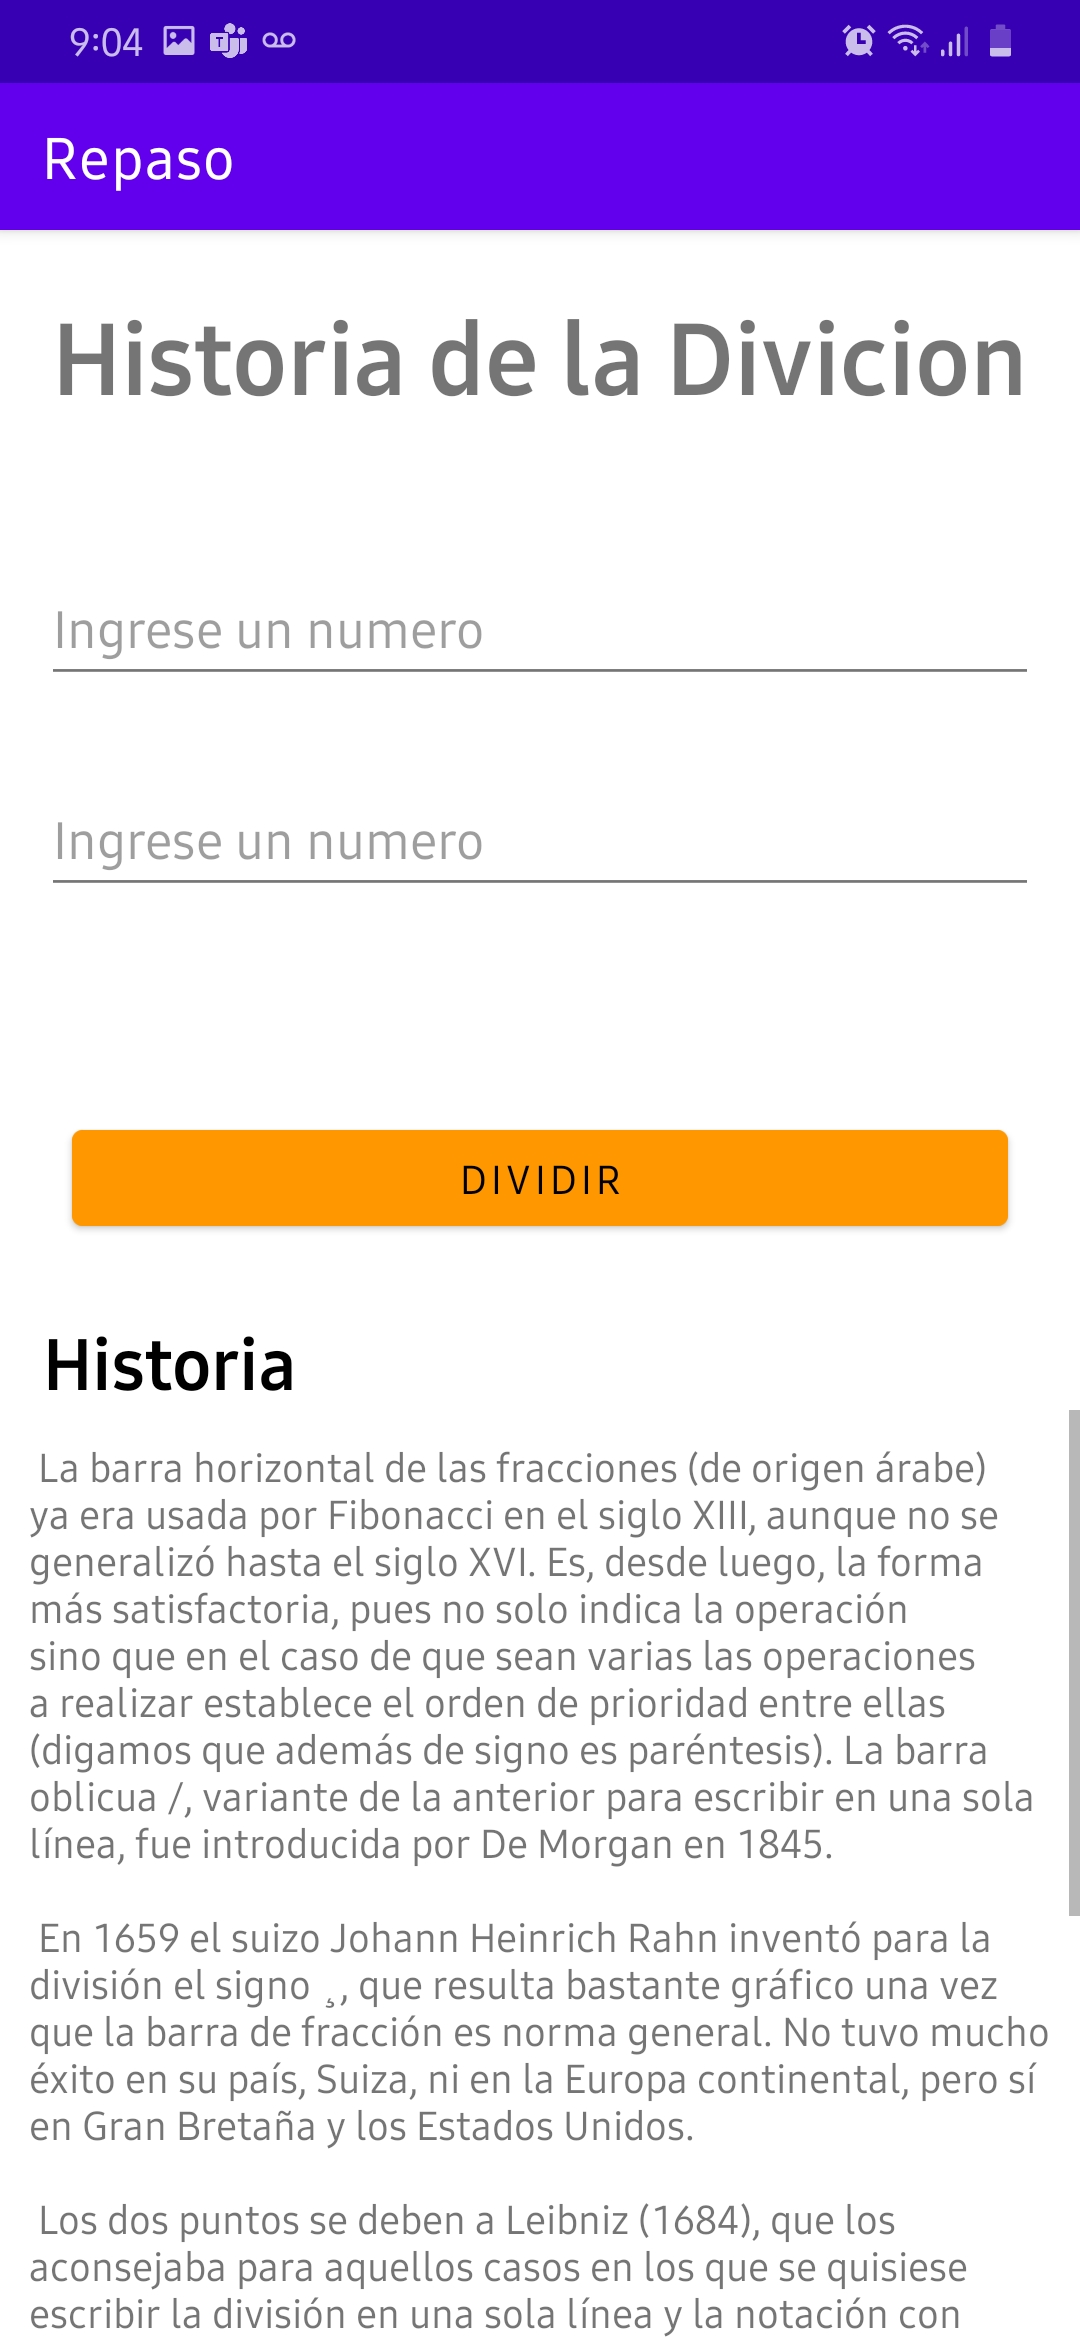 9:04
Repaso
Historia de la Divicion
Ingrese un numero
Ingrese un numero
DIVIDIR
Historia
La barra horizontal de las fracciones (de origen árabe)
ya era usada por Fibonacci en el siglo XIII, aunque no se
generalizó hasta el siglo XVI. Es, desde luego, la forma
más satisfactoria, pues no solo indica la operación
sino que en el caso de que sean varias las operaciones
a realizar establece el orden de prioridad entre ellas
(digamos que además de signo es paréntesis). La barra
oblicua /, variante de la anterior para escribir en una sola
línea, fue introducida por De Morgan en 1845.
En 1659 el suizo Johann Heinrich Rahn inventó para la
división el signo ¸, que resulta bastante gráfico una vez
que la barra de fracción es norma general. No tuvo mucho
éxito en su país, Suiza, ni en la Europa continental, pero sí
en Gran Bretaña y los Estados Unidos.
Los dos puntos se deben a Leibniz (1684), que los
aconsejaba para aquellos casos en los que se quisiese
escribir la división en una sola línea y la notación con